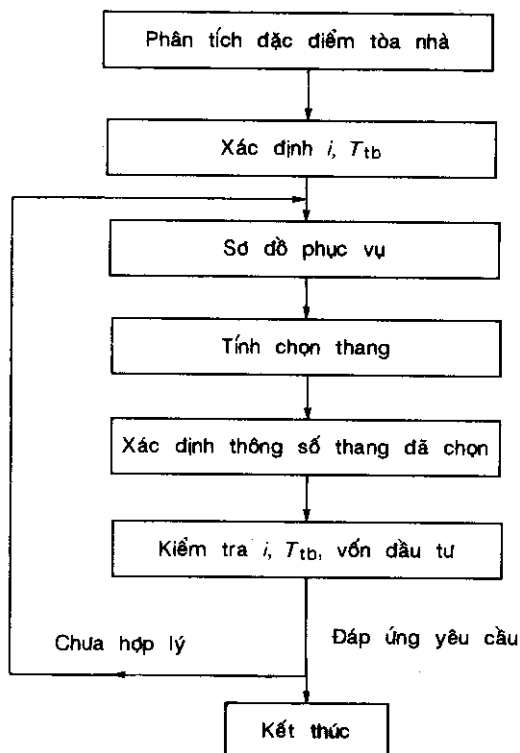 Phân tích đặc điểm tòa nhà
Xác định i, Ttb
Sơ đồ phục vụ
Tính chọn thang
Xác định thông số thang đã chọn
Kiểm tra i, Ttb, vốn đầu tư
Chưa hợp lý
Đáp ứng yêu cầu
Kết thúc